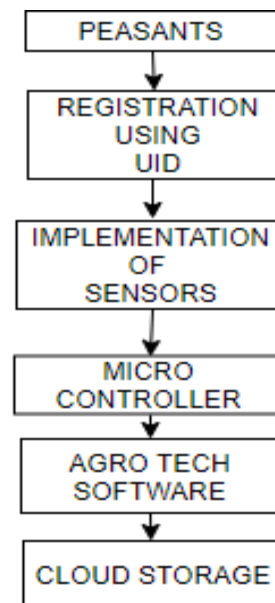 PEASANTS
REGISTRATION
USING
UID
IMPLEMENTATION
OF
SENSORS
MICRO
CONTROLLER
AGRO TECH
SOFTWARE
CLOUD STORAGE